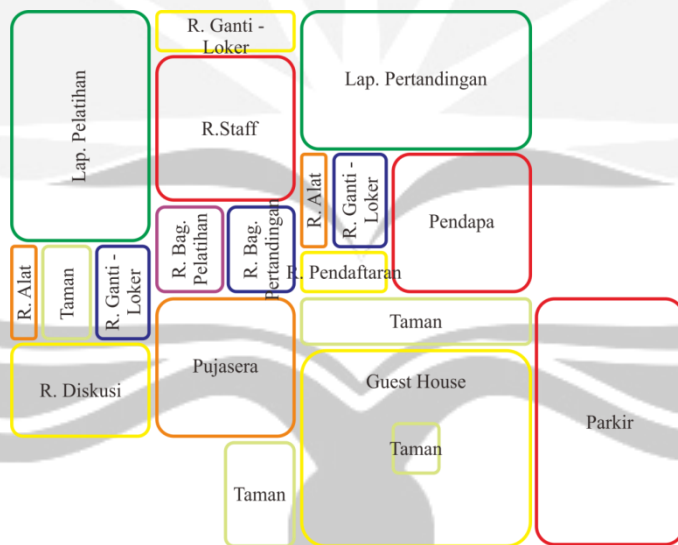 R. Ganti -
Loker
Lap. Pelatihan
R.Staff
Lap. Pertandingan
R. Alat
R. Ganti -
Loker
Pendapa
R. Bag.
Pelatihan
R. Bag.
Pertandingan
R. Pendaftaran
R. Alat
Taman
R. Ganti -
Loker
Taman
R. Diskusi
Pujasera
Guest House
Taman
Parkir
Taman